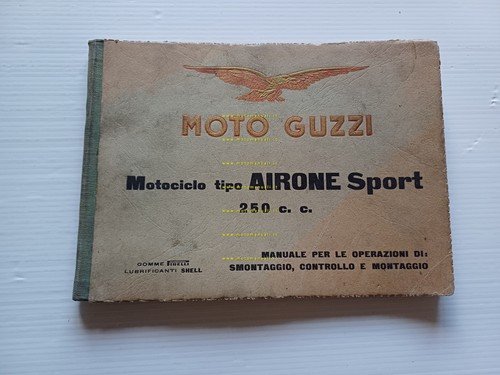 MOTO GUZZI
Motociclo tipo AIRONE Sport
250 c. c.
GOMME PIRELLI
LUBRIFICANTI SHELL
MANUALE PER LE OPERAZIONI DI:
SMONTAGGIO, CONTROLLO E MONTAGGIO